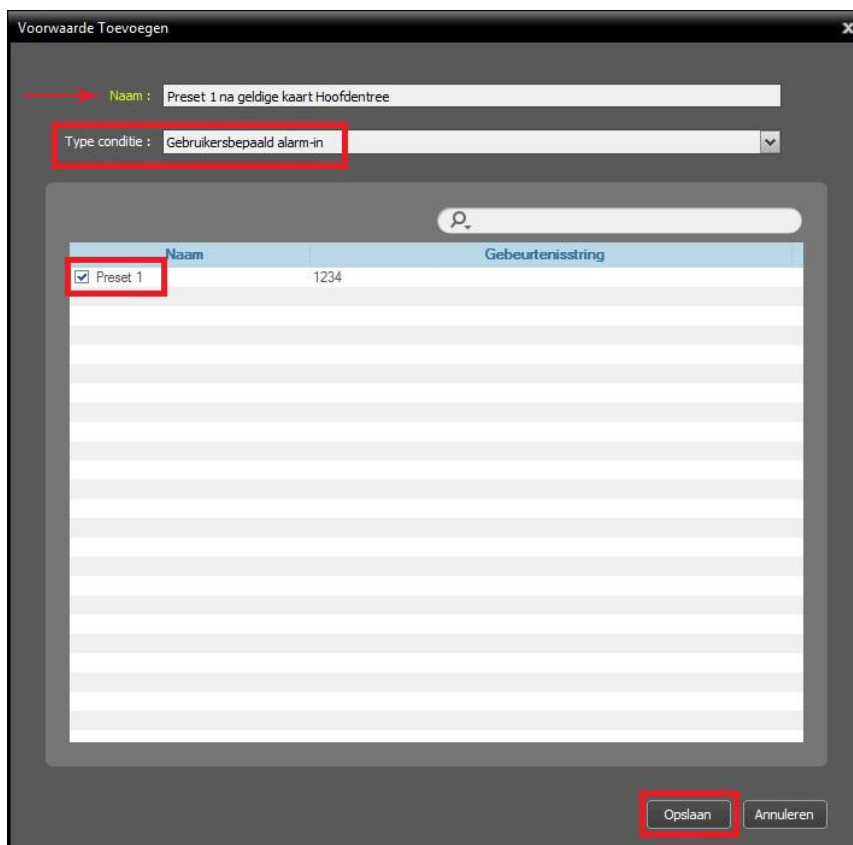 Voorwaarde Toevoegen
Naam : Preset 1 na geldige kaart Hoofdentree
Type conditie : Gebruikersbepaald alarm-in
Naam Gebeurtenisstring
Preset 1 1234
Opslaan Annuleren